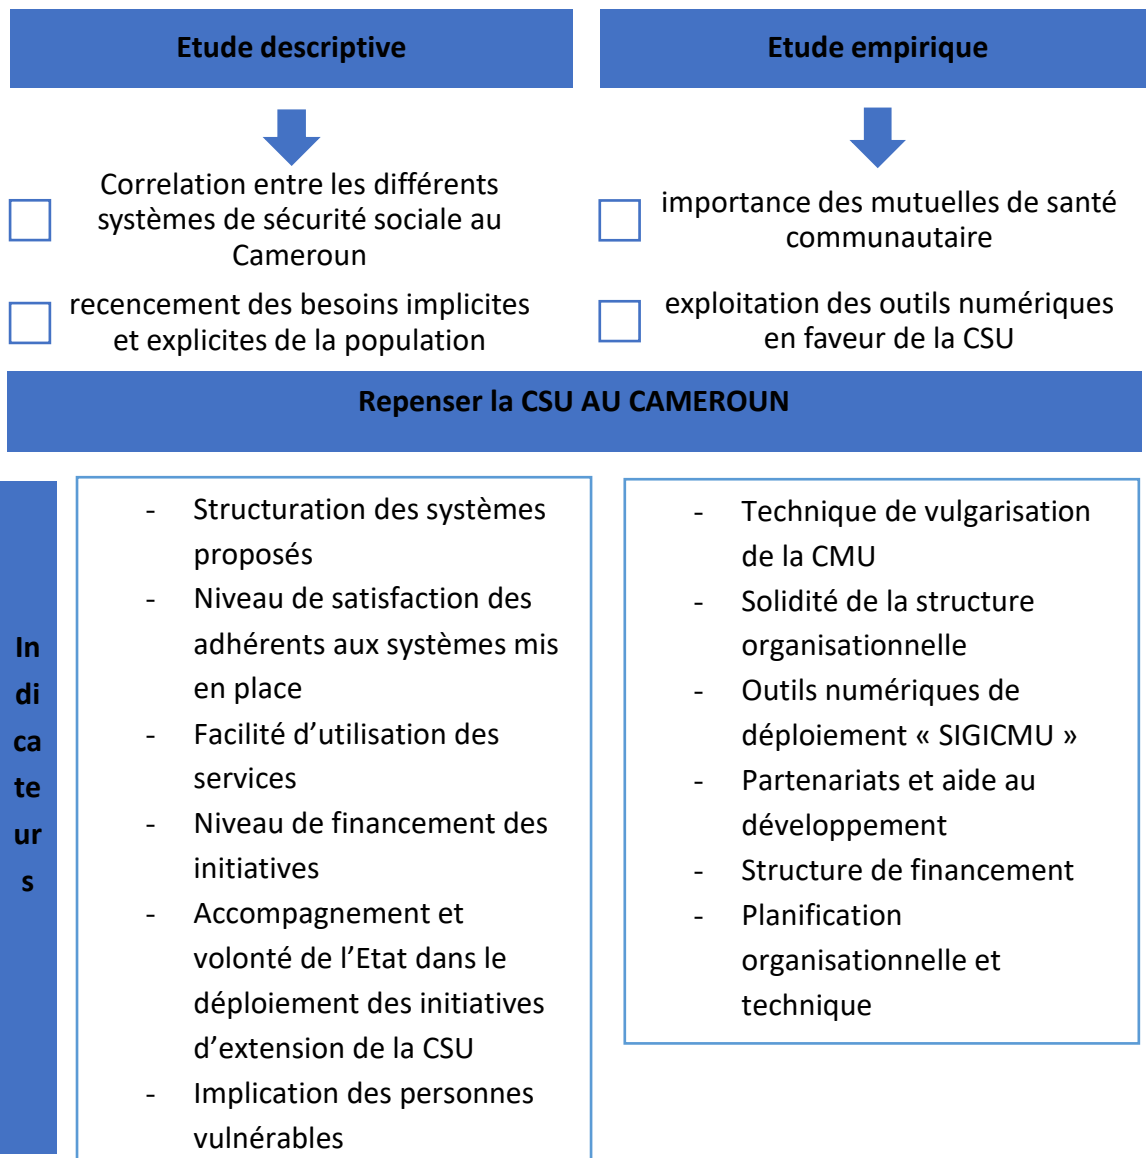 Etude descriptive
Etude empirique
Correlation entre les différents
systèmes de sécurité sociale au
Cameroun
recencement des besoins implicites
et explicites de la population
importance des mutuelles de santé
communautaire
exploitation des outils numériques
en faveur de la CSU
Repenser la CSU AU CAMEROUN
In
di
ca
te
ur
s
- Structuration des systèmes
proposés
- Niveau de satisfaction des
adhérents aux systèmes mis
en place
- Facilité d’utilisation des
services
- Niveau de financement des
initiatives
- Accompagnement et
volonté de l’Etat dans le
déploiement des initiatives
d’extension de la CSU
- Implication des personnes
vulnérables
- Technique de vulgarisation
de la CMU
- Solidité de la structure
organisationnelle
- Outils numériques de
déploiement « SIGICMU »
- Partenariats et aide au
développement
- Structure de financement
- Planification
organisationnelle et
technique